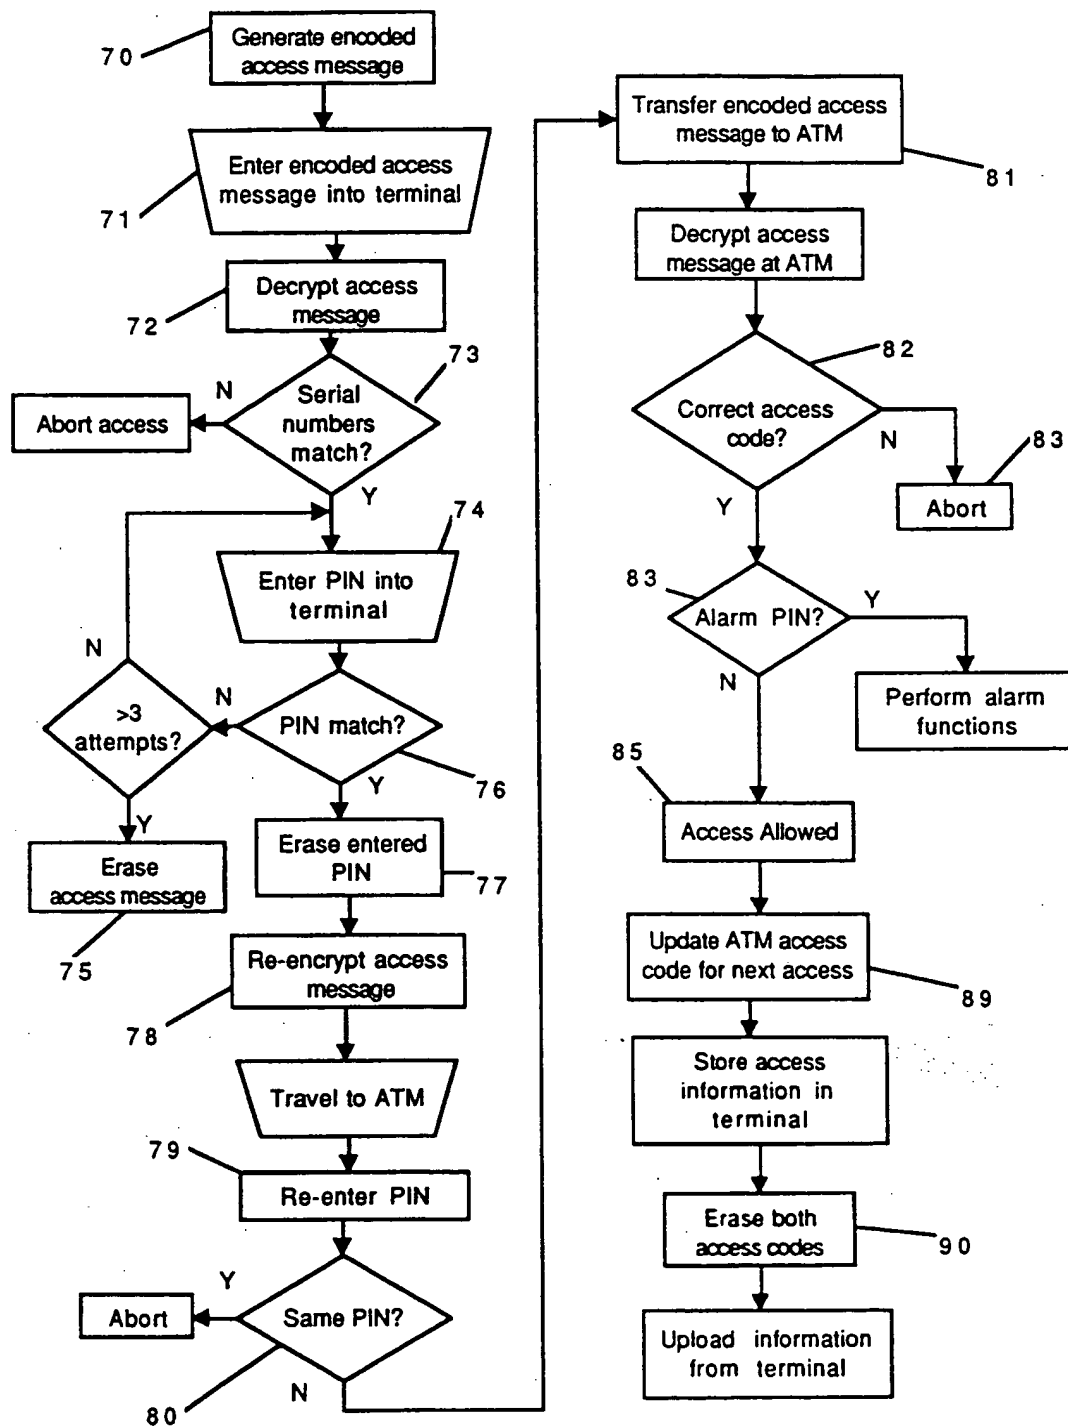 70
Generate encoded
access message
Enter encoded access
message into terminal
71
Decrypt access
message
72
73
Serial
numbers
match?
N
Abort access
Y
74
Enter PIN into
terminal
N
>3
attempts?
N
PIN match?
76
Y
Y
Erase
access message
75
Erase entered
PIN
77
Re-encrypt access
message
78
Travel to ATM
79
Re-enter PIN
Y
Abort
Same PIN?
N
80
Transfer encoded access
message to ATM
81
Decrypt access
message at ATM
82
Correct access
code?
N
83
Abort
Y
83
Alarm PIN?
Y
N
Perform alarm
functions
85
Access Allowed
Update ATM access
code for next access
89
Store access
information in
terminal
Erase both
access codes
90
Upload information
from terminal